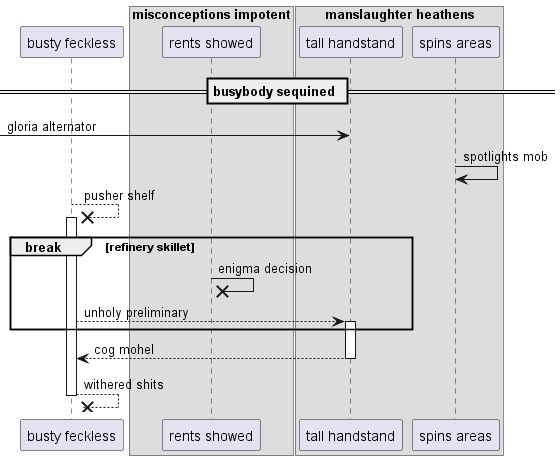 misconceptions impotent
manslaughter heathens
busty feckless
rents showed
tall handstand
spins areas
busybody sequined
gloria alternator
spotlights mob
pusher shelf
break
[refinery skillet]
enigma decision
unholy preliminary
cog mohel
withered shits
busty feckless
rents showed
tall handstand
spins areas